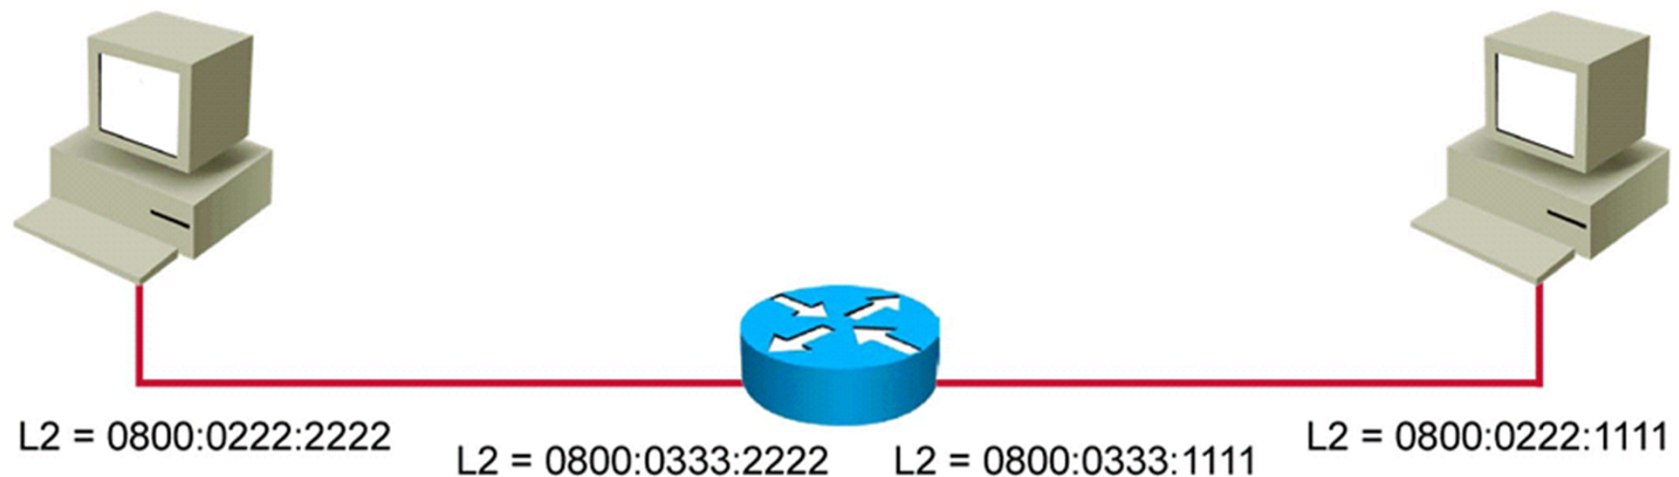 L2 = 0800:0222:2222
L2 = 0800:0333:2222
L2 = 0800:0333:1111
L2 = 0800:0222:1111